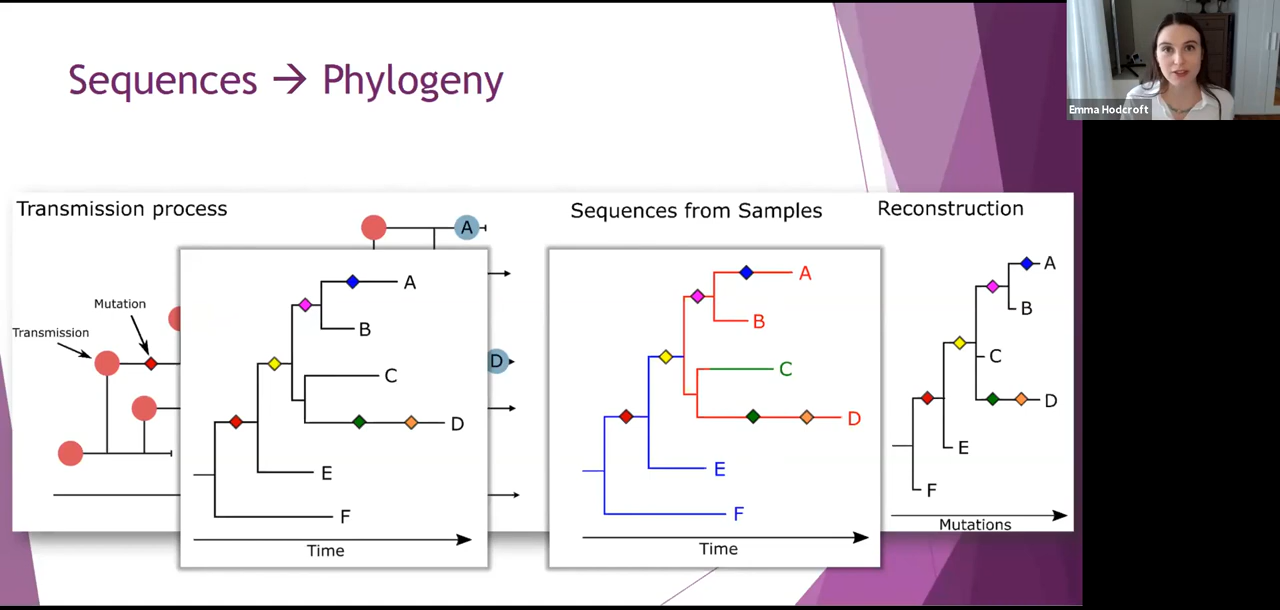 Sequences → Phylogeny
Emma Hodcroft
Transmission process
Mutation
Transmission
A
D
A
B
C
D
E
F
Time
Sequences from Samples
A
B
C
D
E
F
Time
Reconstruction
A
B
C
D
E
F
Mutations